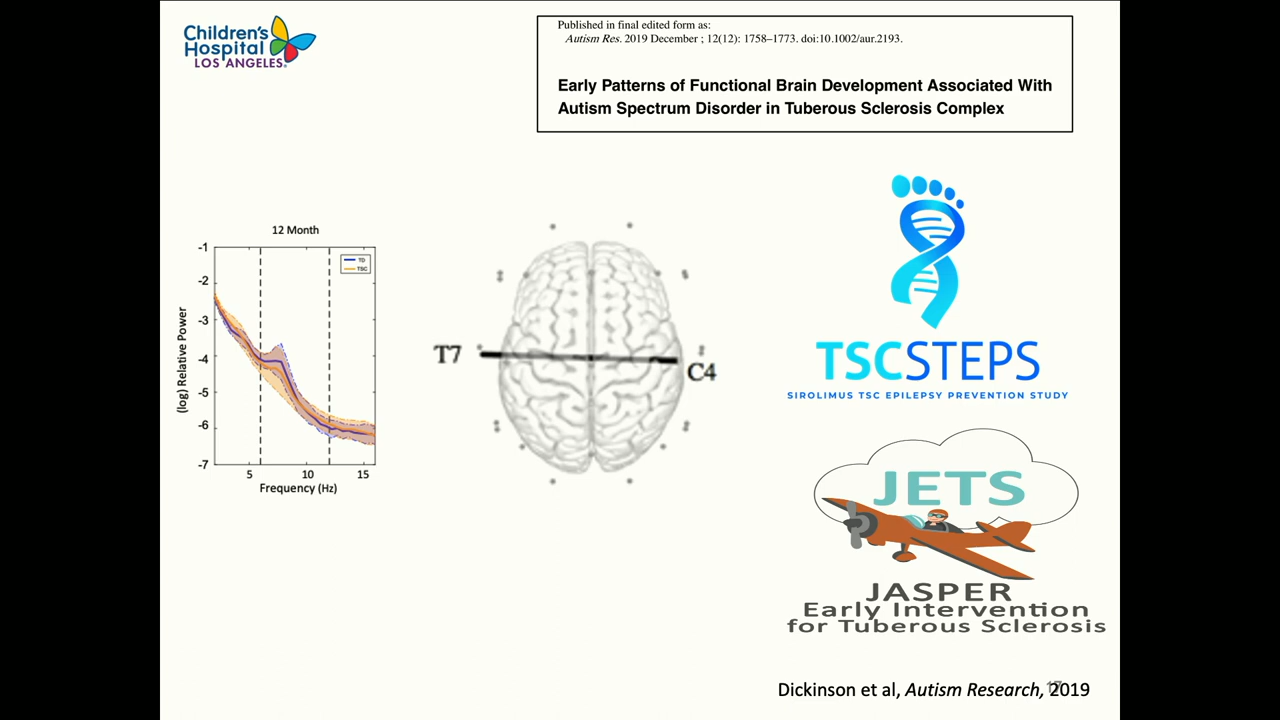 Children's
Hospital
LOS ANGELES
Published in final edited form as:
Autism Res. 2019 December ; 12(12): 1758–1773. doi:10.1002/aur.2193.
Early Patterns of Functional Brain Development Associated With
Autism Spectrum Disorder in Tuberous Sclerosis Complex
12 Month
-1
-2
-3
-4
-5
-6
-7
TD
TSC
(log) Relative Power
5
10
15
Frequency (Hz)
T7
C4
TSCSTEPS
SIROLIMUS TSC EPILEPSY PREVENTION STUDY
JETS
JASPER
Early Intervention
for Tuberous Sclerosis
Dickinson et al, Autism Research, 2019
17